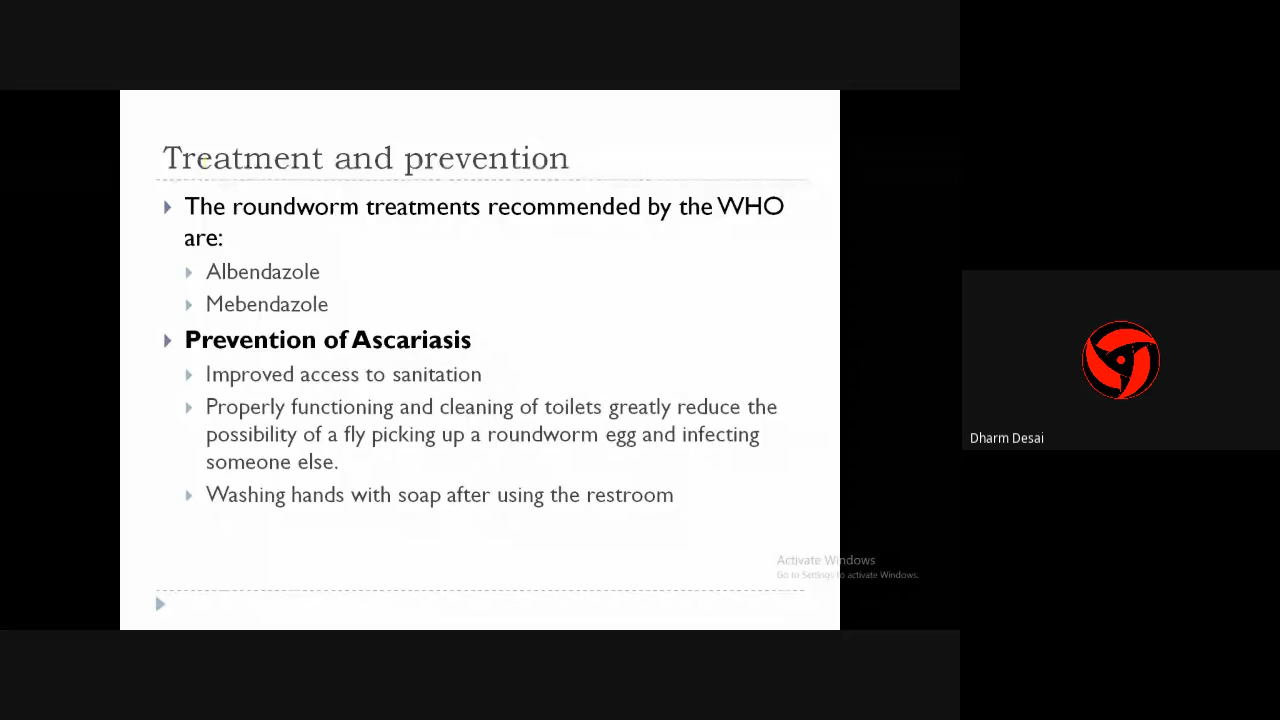 Treatment and prevention
The roundworm treatments recommended by the WHO
are:
Albendazole
Mebendazole
Prevention of Ascariasis
Improved access to sanitation
Properly functioning and cleaning of toilets greatly reduce the
possibility of a fly picking up a roundworm egg and infecting
someone else.
Washing hands with soap after using the restroom
Activate Windows
Go to Settings to activate Windows.
Dharm Desai